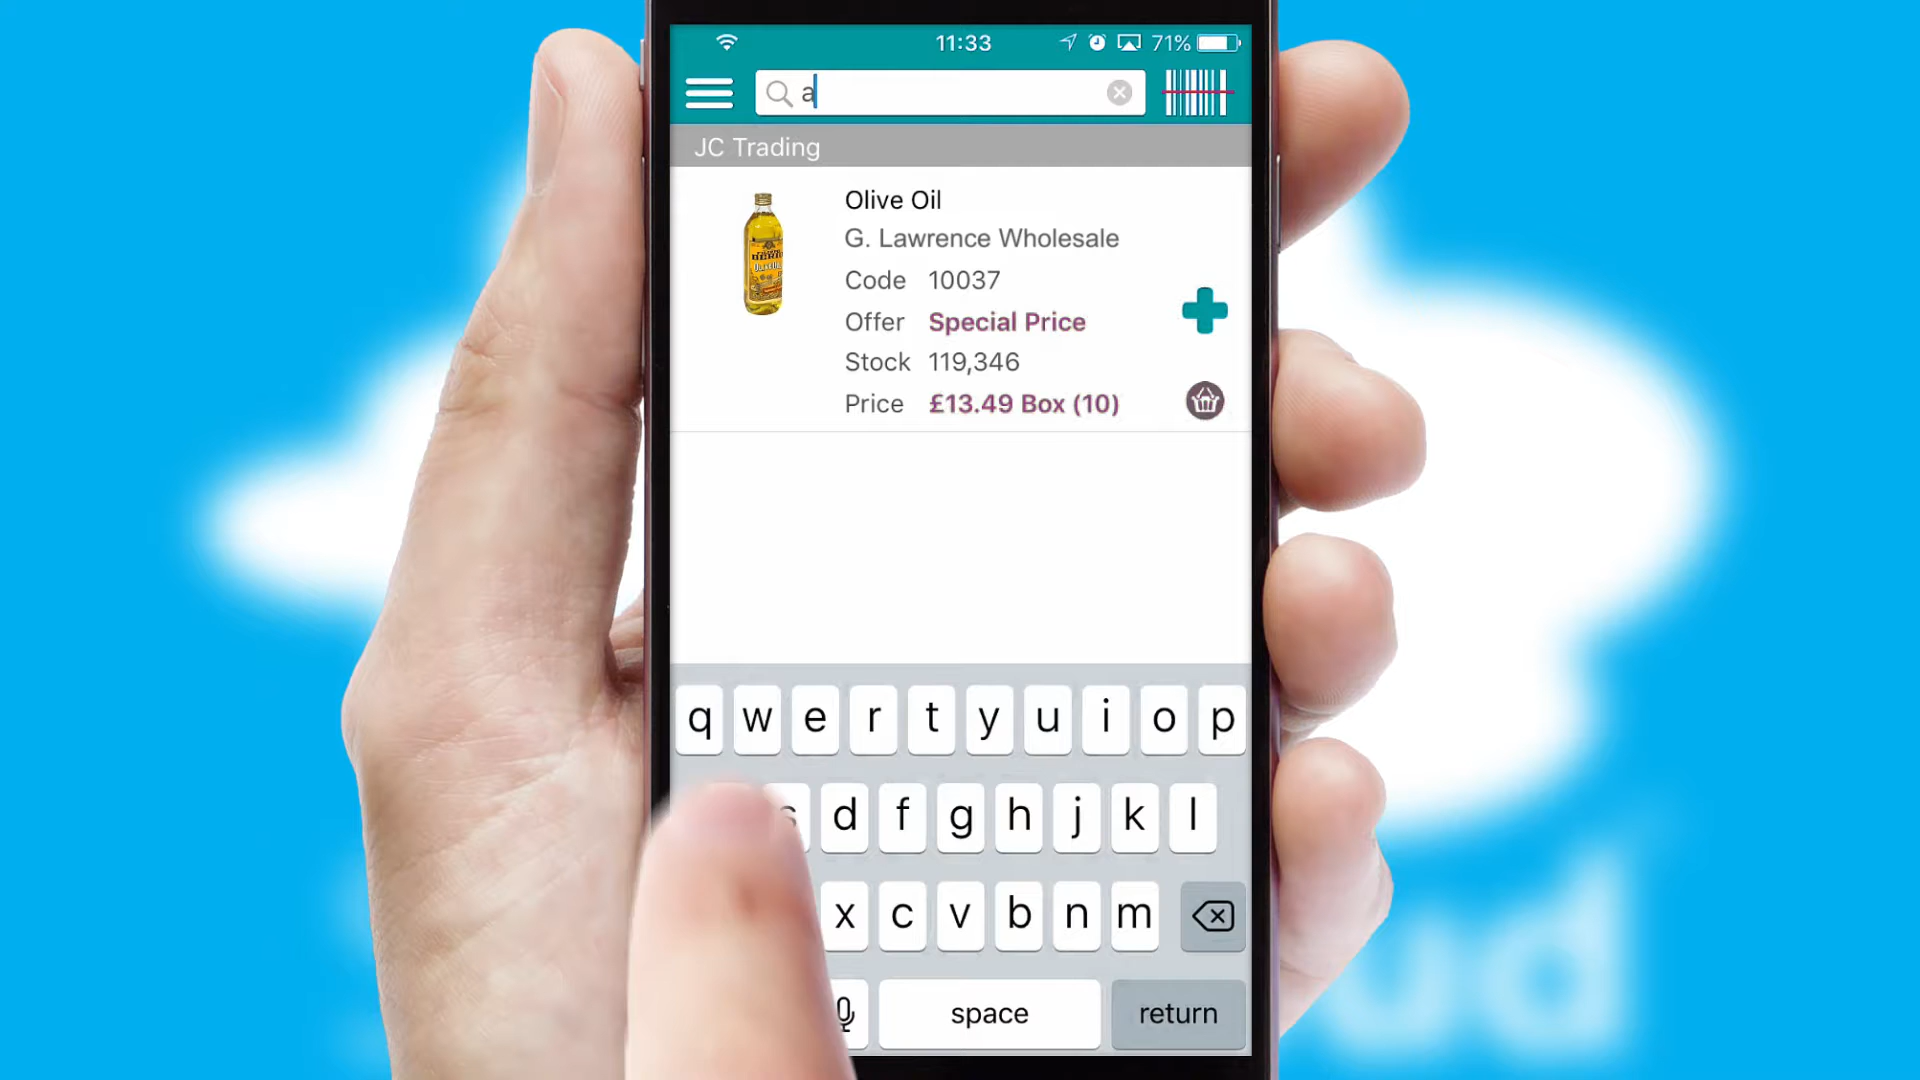 11:33
71%
a
JC Trading
Olive Oil
G. Lawrence Wholesale
Code 10037
Offer Special Price
Stock 119,346
Price £13.49 Box (10)
q w e r t y u i o p
s d f g h j k l
x c v b n m
space return